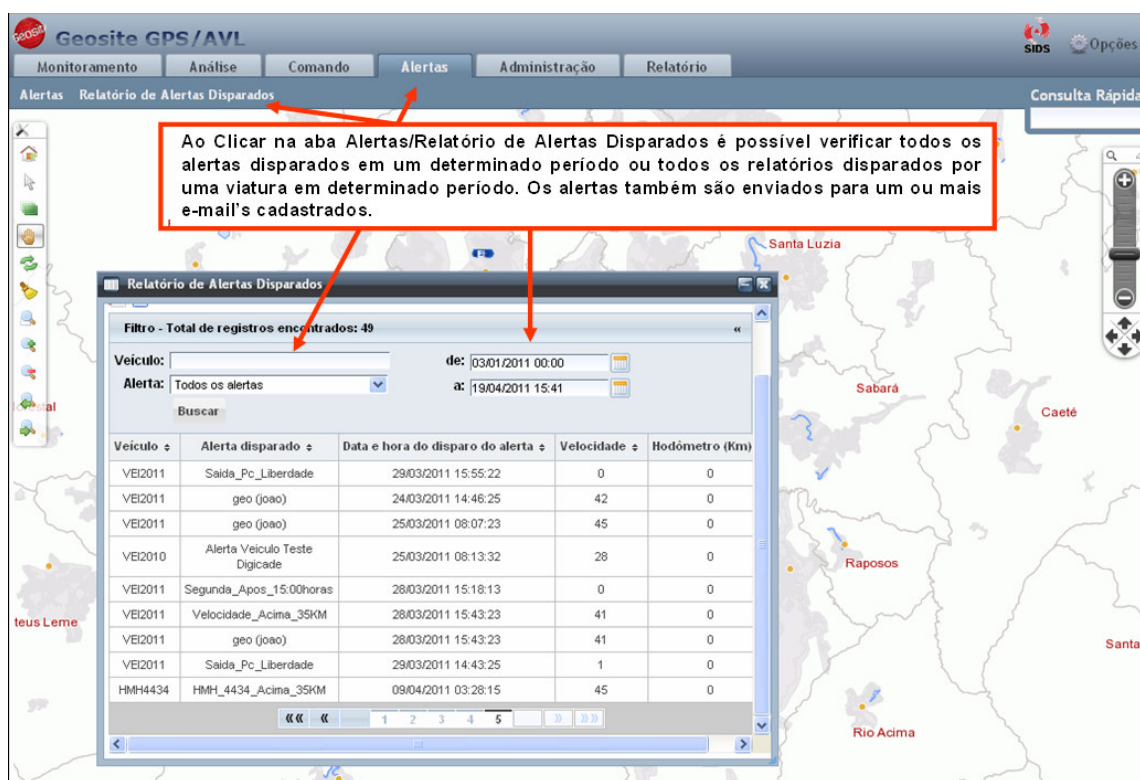 Geosite
Geosite GPS/AVL
SIDS
Opções
Monitoramento Análise Comando Alertas Administração Relatório
Alertas Relatório de Alertas Disparados
Consulta Rápida
Ao Clicar na aba Alertas/Relatório de Alertas Disparados é possível verificar todos os
alertas disparados em um determinado período ou todos os relatórios disparados por
uma viatura em determinado período. Os alertas também são enviados para um ou mais
e-mail's cadastrados.
Santa Luzia
Relatório de Alertas Disparados
Filtro - Total de registros encontrados: 49 «
Veículo: de: 03/01/2011 00:00
Alerta: Todos os alertas a: 19/04/2011 15:41
Buscar
Sabará
Caeté
Veículo Alerta disparado Data e hora do disparo do alerta Velocidade Hodómetro (Km)
VEI2011 Saida_Pc_Liberdade 29/03/2011 15:55:22 0 0
VEI2011 geo (joao) 24/03/2011 14:46:25 42 0
VEI2011 geo (joao) 25/03/2011 08:07:23 45 0
VEI2010 Alerta Veiculo Teste
Digicade 25/03/2011 08:13:32 28 0
VEI2011 Segunda_Apos_15:00horas 28/03/2011 15:18:13 0 0
VEI2011 Velocidade_Acima_35KM 28/03/2011 15:43:23 41 0
VEI2011 geo (joao) 28/03/2011 15:43:23 41 0
VEI2011 Saida_Pc_Liberdade 29/03/2011 14:43:25 1 0
HMH4434 HMH_4434_Acima_35KM 09/04/2011 03:28:15 45 0
«« « 1 2 3 4 5 » »»
Raposos
teus Leme
Santa
Rio Acima